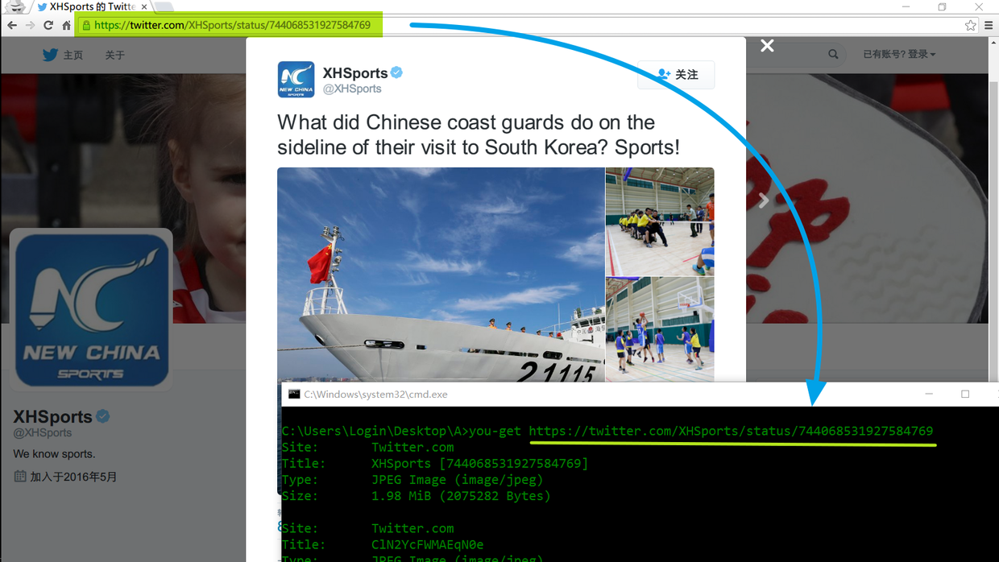 XHSports 的 Twitte
https://twitter.com/XHSports/status/744068531927584769
主页
关于
已有账号? 登录
XHSports
@XHSports
关注
NEW CHINA
SPORTS
What did Chinese coast guards do on the
sideline of their visit to South Korea? Sports!
21115
NEW CHINA
SPORTS
XHSports
@XHSports
We know sports.
加入于2016年5月
C:\Windows\system32\cmd.exe
C:\Users\Login\Desktop\A>you-get https://twitter.com/XHSports/status/744068531927584769
Site: Twitter.com
Title: XHSports [744068531927584769]
Type: JPEG Image (image/jpeg)
Size: 1.98 MiB (2075282 Bytes)
Site: Twitter.com
Title: ClN2YcFWMAEqN0e
Type: JPEG Image (image/jpeg)